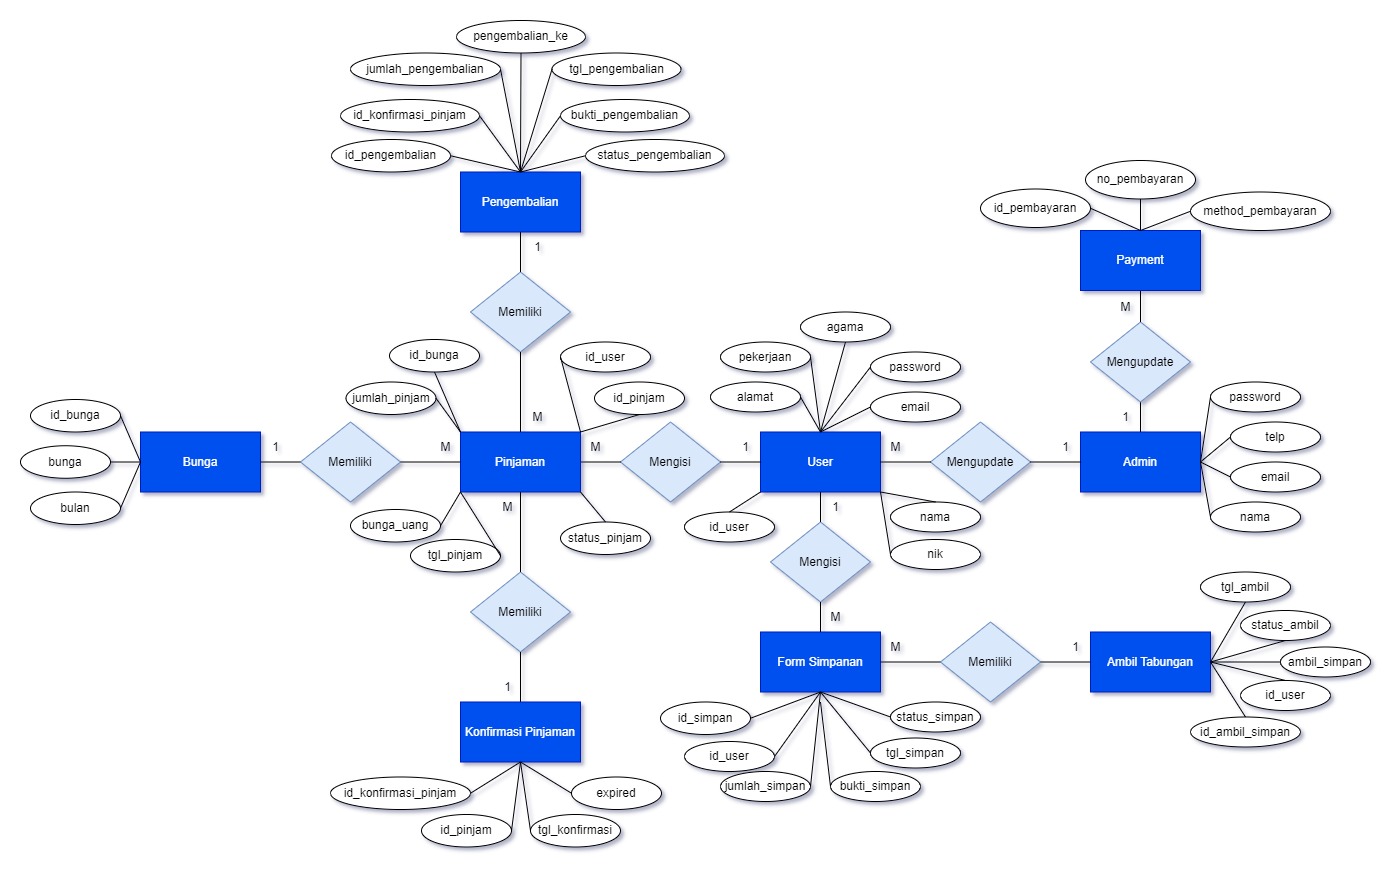 pengembalian_ke
jumlah_pengembalian
tgl_pengembalian
id_konfirmasi_pinjam
bukti_pengembalian
id_pengembalian
status_pengembalian
Pengembalian
1
Memiliki
M
no_pembayaran
id_pembayaran
method_pembayaran
Payment
M
Mengupdate
1
id_bunga
id_user
jumlah_pinjam
id_pinjam
agama
pekerjaan
password
alamat
email
password
telp
email
nama
id_bunga
bunga
bulan
Bunga
1
Memiliki
M
Pinjaman
M
Mengisi
1
User
M
Mengupdate
1
Admin
bunga_uang
tgl_pinjam
M
status_pinjam
id_user
1
nama
nik
Memiliki
1
Konfirmasi Pinjaman
id_konfirmasi_pinjam
expired
id_pinjam
tgl_konfirmasi
Mengisi
M
Form Simpanan
M
Memiliki
1
Ambil Tabungan
tgl_ambil
status_ambil
ambil_simpan
id_user
id_ambil_simpan
id_simpan
status_simpan
id_user
tgl_simpan
jumlah_simpan
bukti_simpan